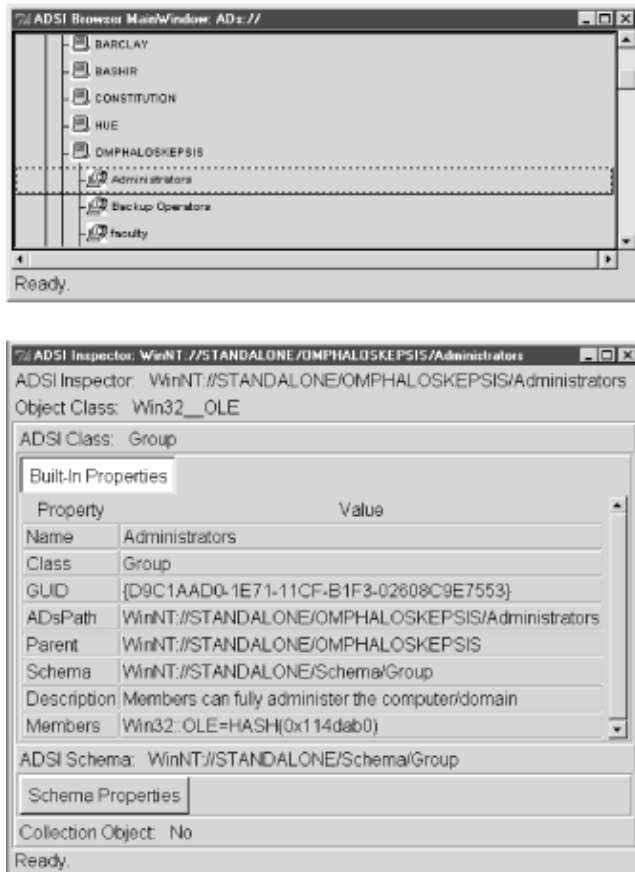 ADSI Browser MainWindow: ADs://
BARCLAY
BASHIR
CONSTITUTION
HUE
OMPHALOSKEPSIS
Administrators
Backup Operators
faculty
Ready.
ADSI Inspector: WinNT://STANDALONE/OMPHALOSKEPSIS/Administrators
ADSI Inspector: WinNT://STANDALONE/OMPHALOSKEPSIS/Administrators
Object Class: Win32__OLE
ADSI Class: Group
Built-In Properties
Property Value
Name Administrators
Class Group
GUID {D9C1AAD0-1E71-11CF-B1F3-02608C9E7553}
ADsPath WinNT://STANDALONE/OMPHALOSKEPSIS/Administrators
Parent WinNT://STANDALONE/OMPHALOSKEPSIS
Schema WinNT://STANDALONE/Schema/Group
Description Members can fully administer the computer/domain
Members Win32::OLE=HASH(0x114dab0)
ADSI Schema: WinNT://STANDALONE/Schema/Group
Schema Properties
Collection Object: No
Ready.